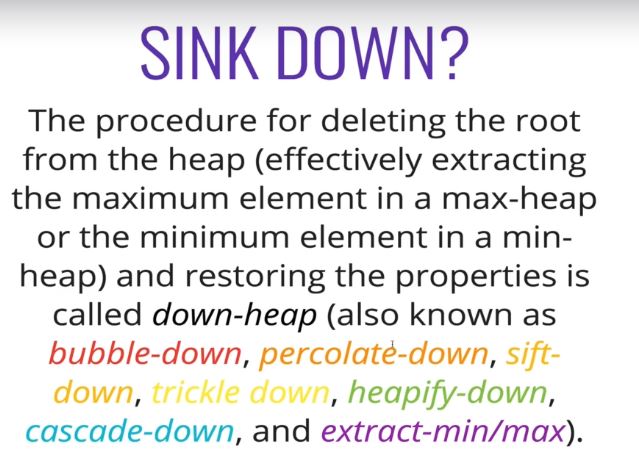 SINK DOWN?
The procedure for deleting the root
from the heap (effectively extracting
the maximum element in a max-heap
or the minimum element in a min-
heap) and restoring the properties is
called down-heap (also known as
bubble-down, percolate-down, sift-
down, trickle down, heapify-down,
cascade-down, and extract-min/max).